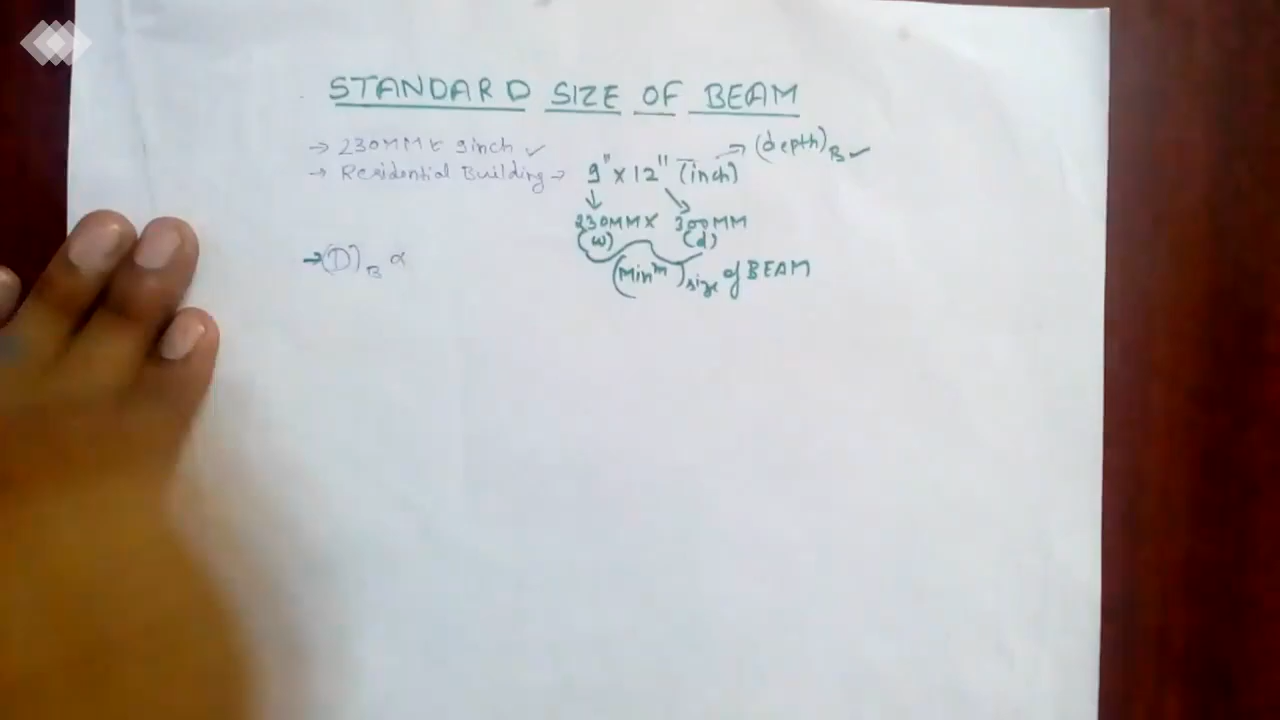 STANDARD SIZE OF BEAM
→ 230MM & 9inch ✓
→ (depth)B ✓
→ Residential Building → 9" x 12" (inch)
230MM x 300MM
(w) (d)
(Minm)size of BEAM
→ (D)B α